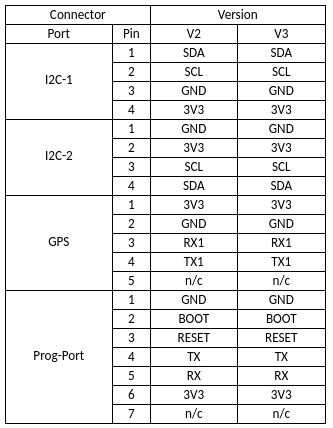 Connector Version
Port Pin V2 V3
I2C-1
1 SDA SDA
2 SCL SCL
3 GND GND
4 3V3 3V3
I2C-2
1 GND GND
2 3V3 3V3
3 SCL SCL
4 SDA SDA
GPS
1 3V3 3V3
2 GND GND
3 RX1 RX1
4 TX1 TX1
5 n/c n/c
Prog-Port
1 GND GND
2 BOOT BOOT
3 RESET RESET
4 TX TX
5 RX RX
6 3V3 3V3
7 n/c n/c